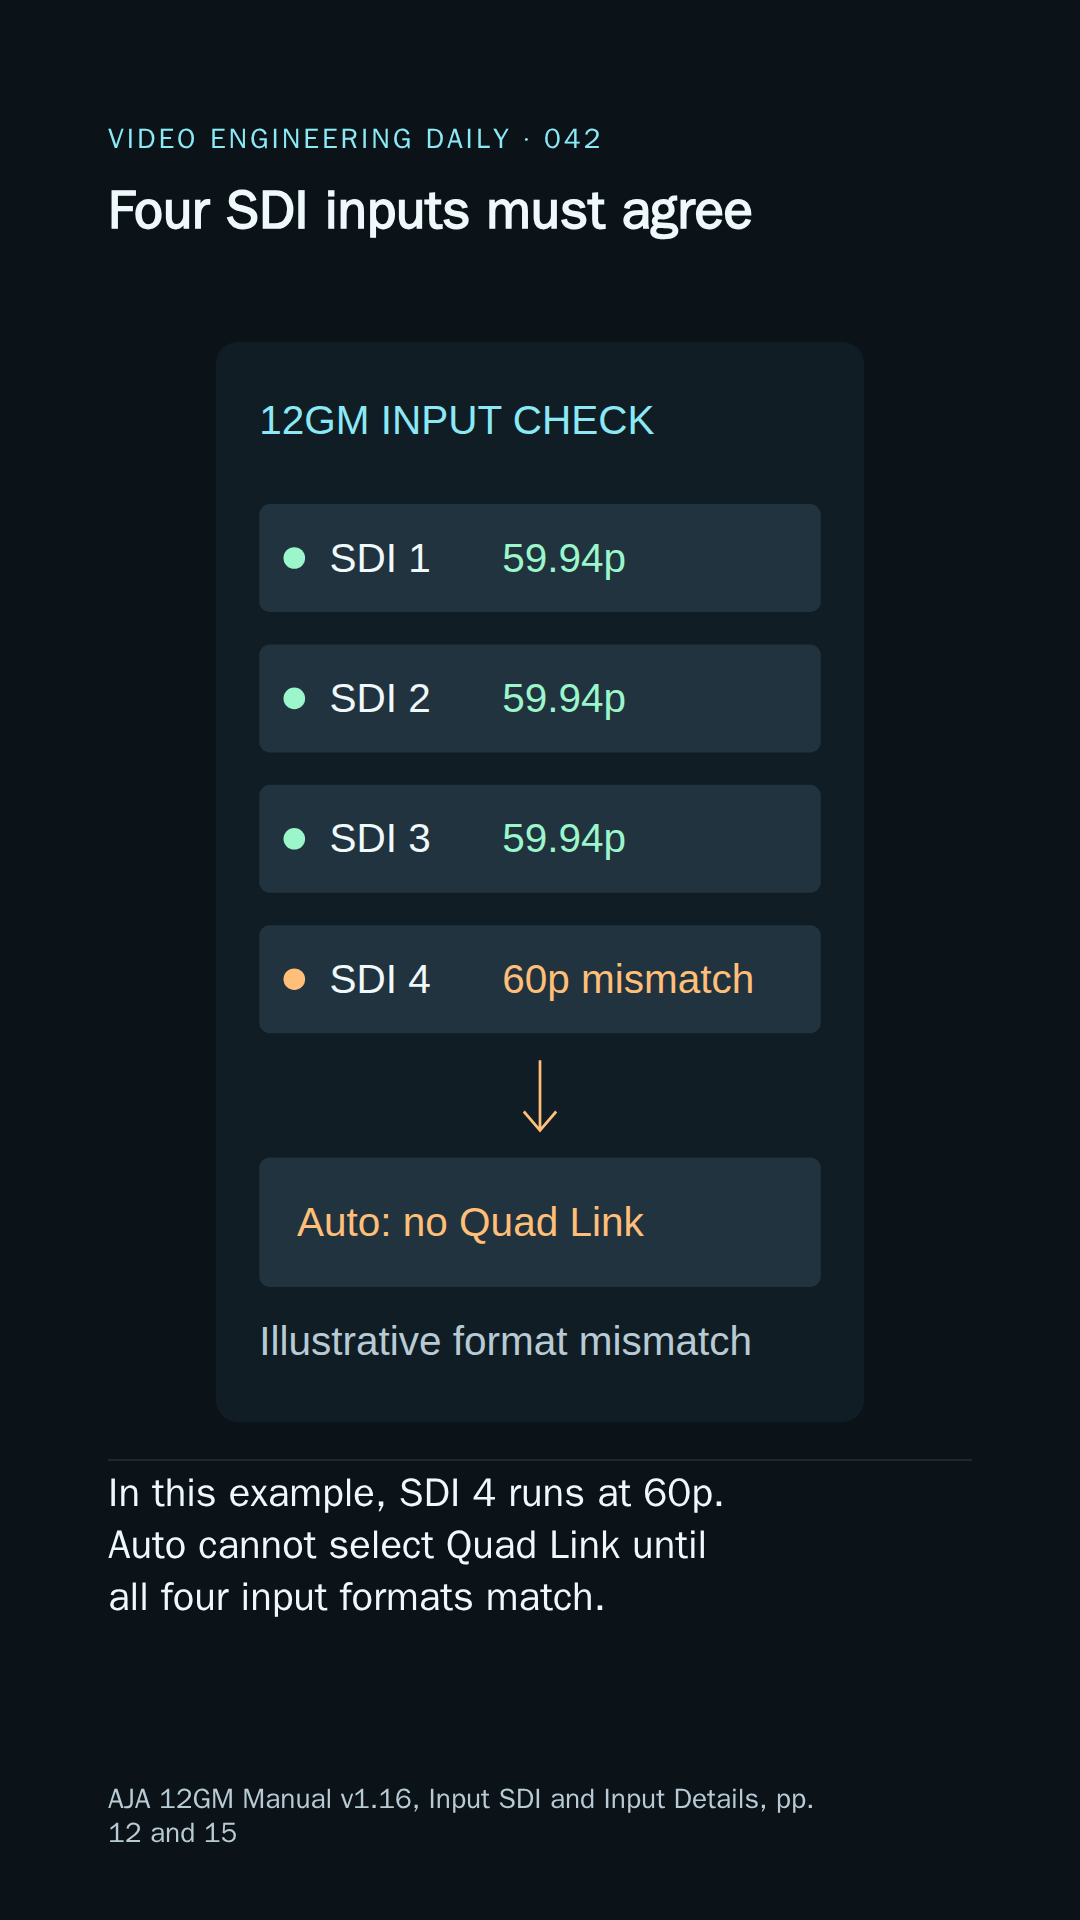 VIDEO ENGINEERING DAILY · 042
Four SDI inputs must agree
12GM INPUT CHECK
SDI 1 59.94p
SDI 2 59.94p
SDI 3 59.94p
SDI 4 60p mismatch
Auto: no Quad Link
Illustrative format mismatch
In this example, SDI 4 runs at 60p.
Auto cannot select Quad Link until
all four input formats match.
AJA 12GM Manual v1.16, Input SDI and Input Details, pp.
12 and 15